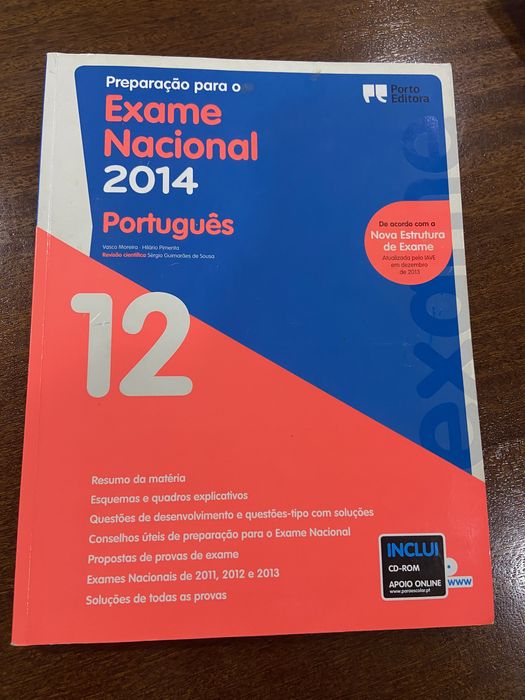 Preparação para o
Exame
Nacional
2014
Português
Vasco Moreira · Hilário Pimenta
Revisão científica Sérgio Guimarães de Sousa
Porto
Editora
De acordo com a
Nova Estrutura
de Exame
Atualizada pelo IAVE
em dezembro
de 2013
exame
12
Resumo da matéria
Esquemas e quadros explicativos
Questões de desenvolvimento e questões-tipo com soluções
Conselhos úteis de preparação para o Exame Nacional
Propostas de provas de exame
Exames Nacionais de 2011, 2012 e 2013
Soluções de todas as provas
INCLUI
CD-ROM
APOIO ONLINE
www.paraescolar.pt
WWW